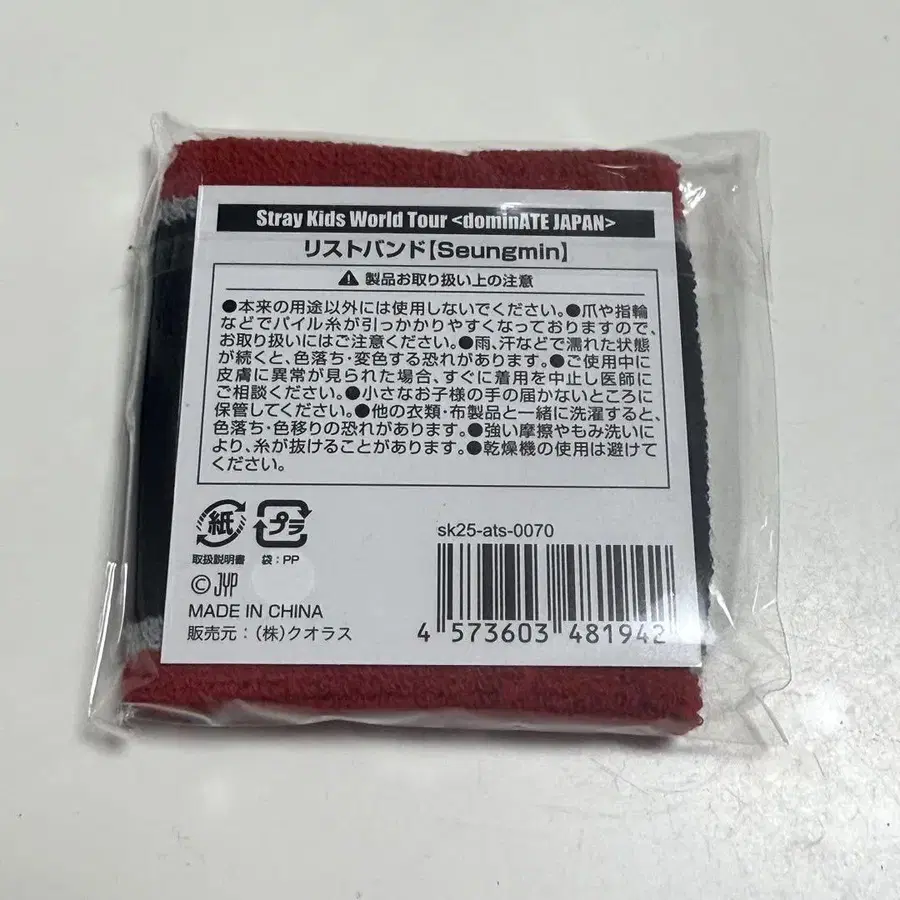 Stray Kids World Tour <dominATE JAPAN>
リストバンド【Seungmin】
⚠ 製品お取り扱い上の注意
●本来の用途以外には使用しないでください。●爪や指輪
などでパイル糸が引っかかりやすくなっておりますので、
お取り扱いにはご注意ください。●雨、汗などで濡れた状態
が続くと、色落ち・変色する恐れがあります。●ご使用中に
皮膚に異常が見られた場合、すぐに着用を中止し医師に
ご相談ください。●小さなお子様の手の届かないところに
保管してください。●他の衣類・布製品と一緒に洗濯すると、
色落ち・色移りの恐れがあります。●強い摩擦やもみ洗いに
より、糸が抜けることがあります。●乾燥機の使用は避けて
ください。
紙 プラ
取扱説明書 袋：PP
sk25-ats-0070
© JYP
MADE IN CHINA
販売元：（株）クオラス
4 573603 481942